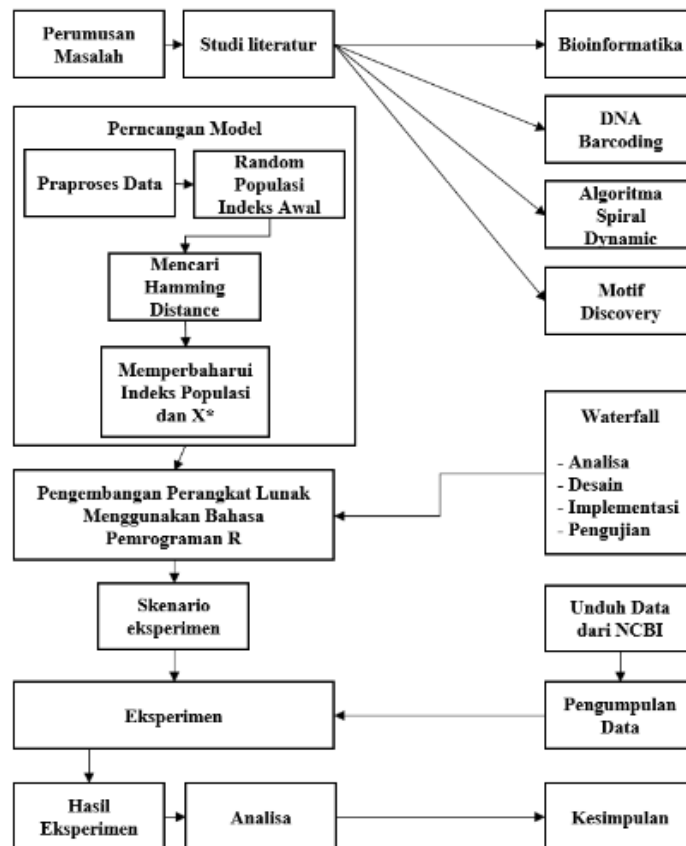 Perumusan
Masalah
Studi literatur
Bioinformatika
DNA
Barcoding
Algoritma
Spiral
Dynamic
Motif
Discovery
Perncangan Model
Praproses Data
Random
Populasi
Indeks Awal
Mencari
Hamming
Distance
Memperbaharui
Indeks Populasi
dan X*
Waterfall
- Analisa
- Desain
- Implementasi
- Pengujian
Pengembangan Perangkat Lunak
Menggunakan Bahasa
Pemrograman R
Skenario
eksperimen
Unduh Data
dari NCBI
Eksperimen
Pengumpulan
Data
Hasil
Eksperimen
Analisa
Kesimpulan